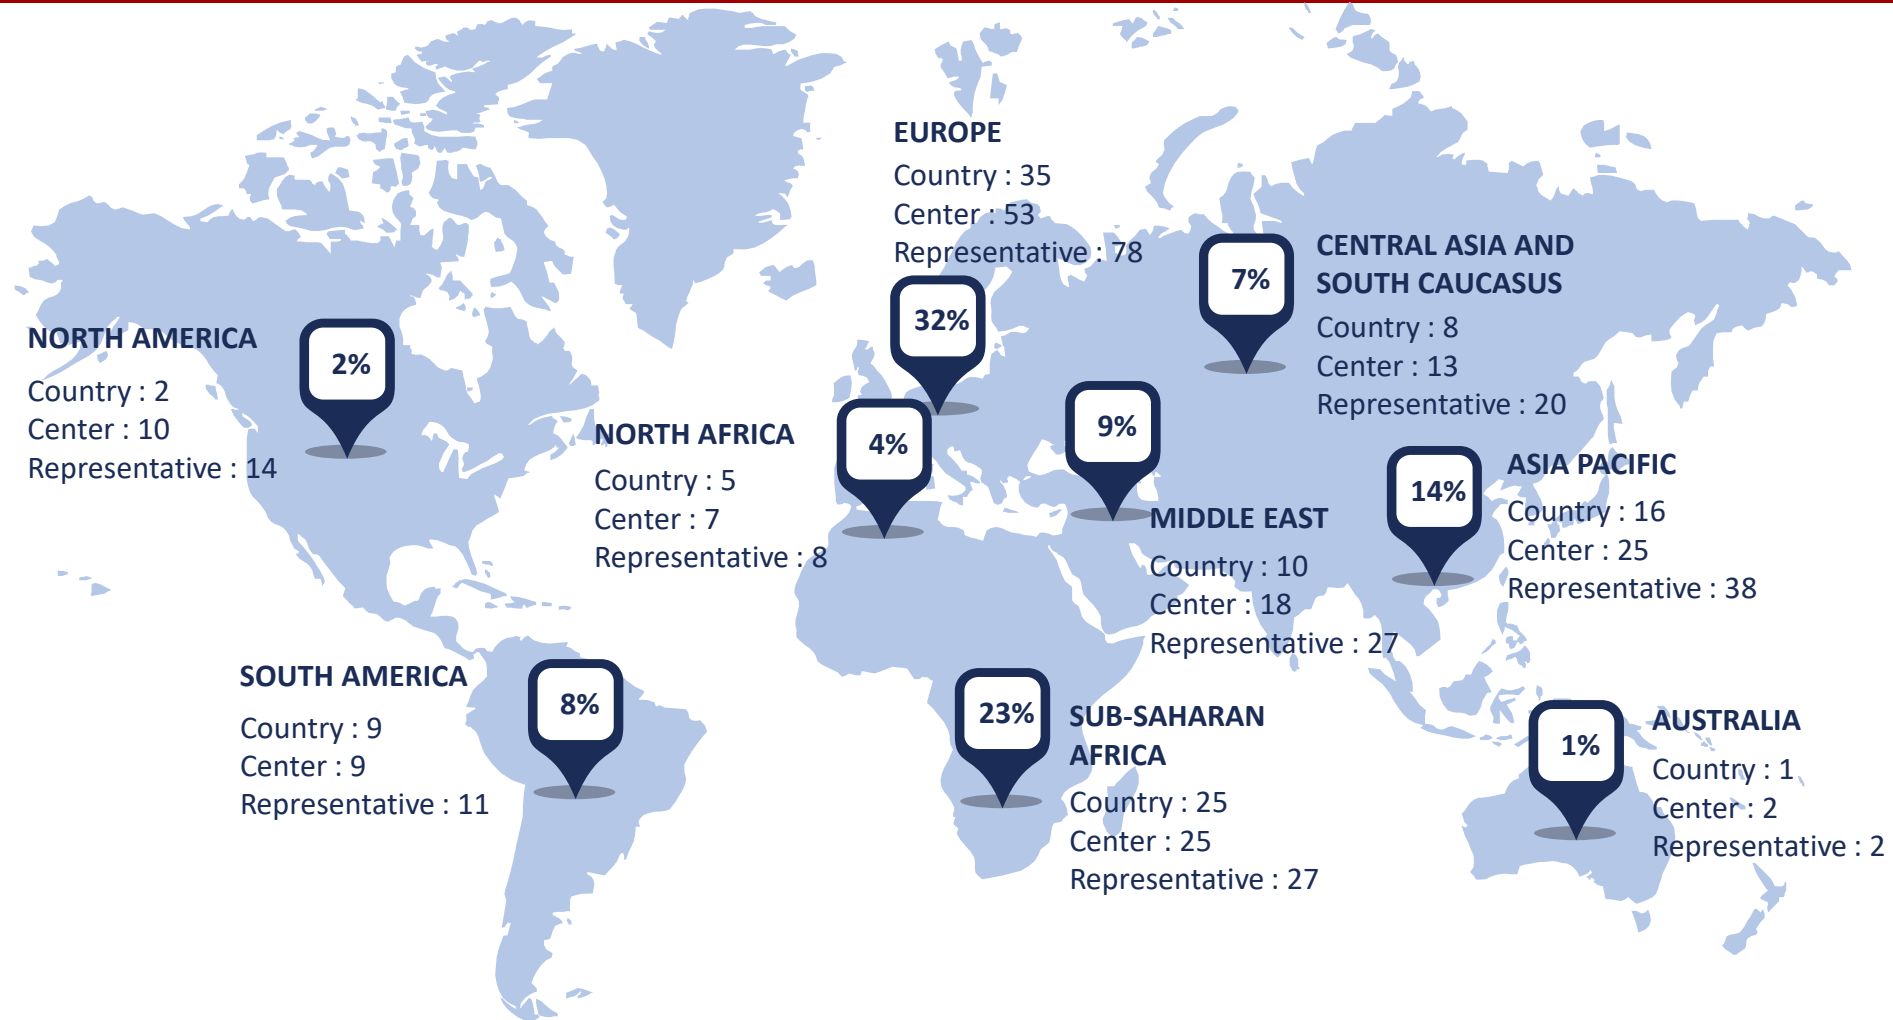 EUROPE
Country : 35
Center : 53
Representative : 78
32%
7%
CENTRAL ASIA AND
SOUTH CAUCASUS
Country : 8
Center : 13
Representative : 20
NORTH AMERICA
Country : 2
Center : 10
Representative : 14
2%
NORTH AFRICA
Country : 5
Center : 7
Representative : 8
4%
9%
MIDDLE EAST
Country : 10
Center : 18
Representative : 27
14%
ASIA PACIFIC
Country : 16
Center : 25
Representative : 38
SOUTH AMERICA
Country : 9
Center : 9
Representative : 11
8%
23%
SUB-SAHARAN
AFRICA
Country : 25
Center : 25
Representative : 27
1%
AUSTRALIA
Country : 1
Center : 2
Representative : 2